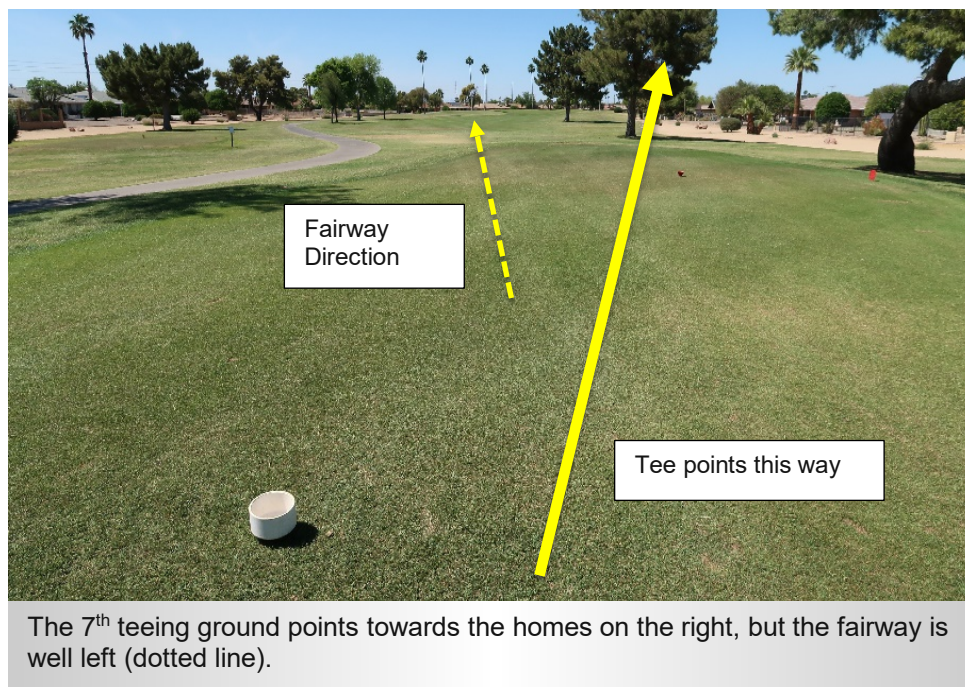 Fairway
Direction
Tee points this way
The 7th teeing ground points towards the homes on the right, but the fairway is
well left (dotted line).